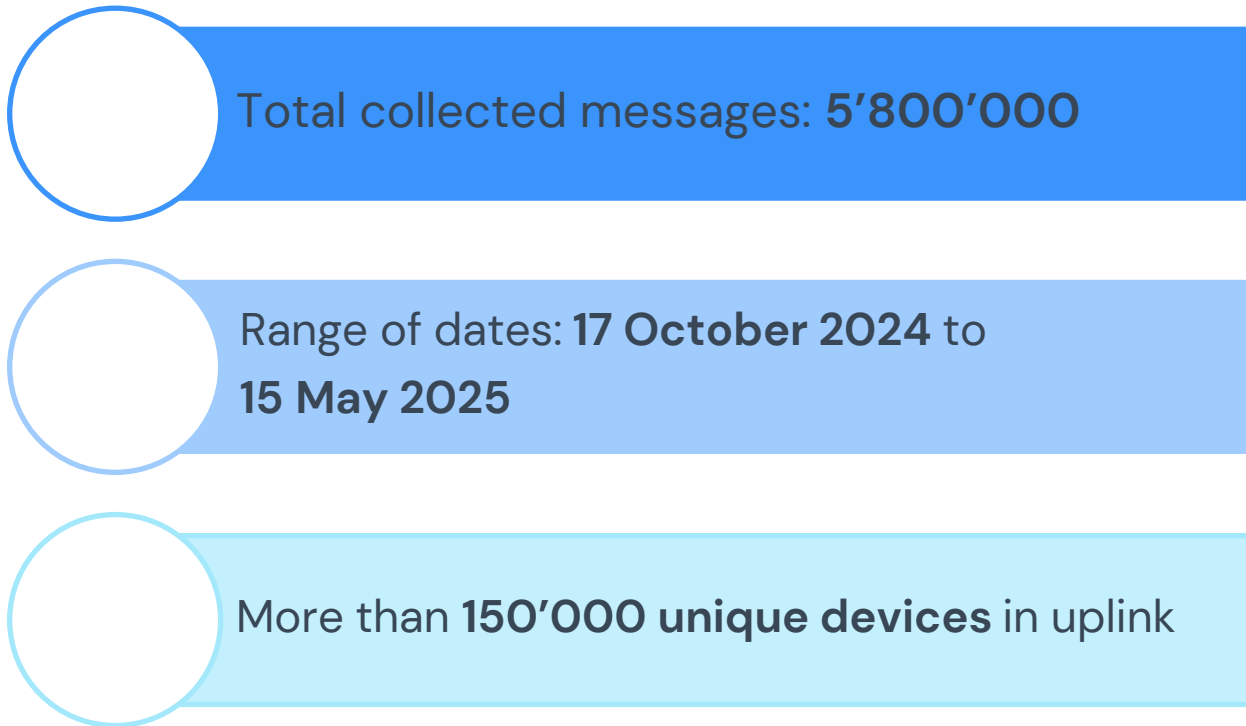 Total collected messages: 5’800’000
Range of dates: 17 October 2024 to
15 May 2025
More than 150’000 unique devices in uplink